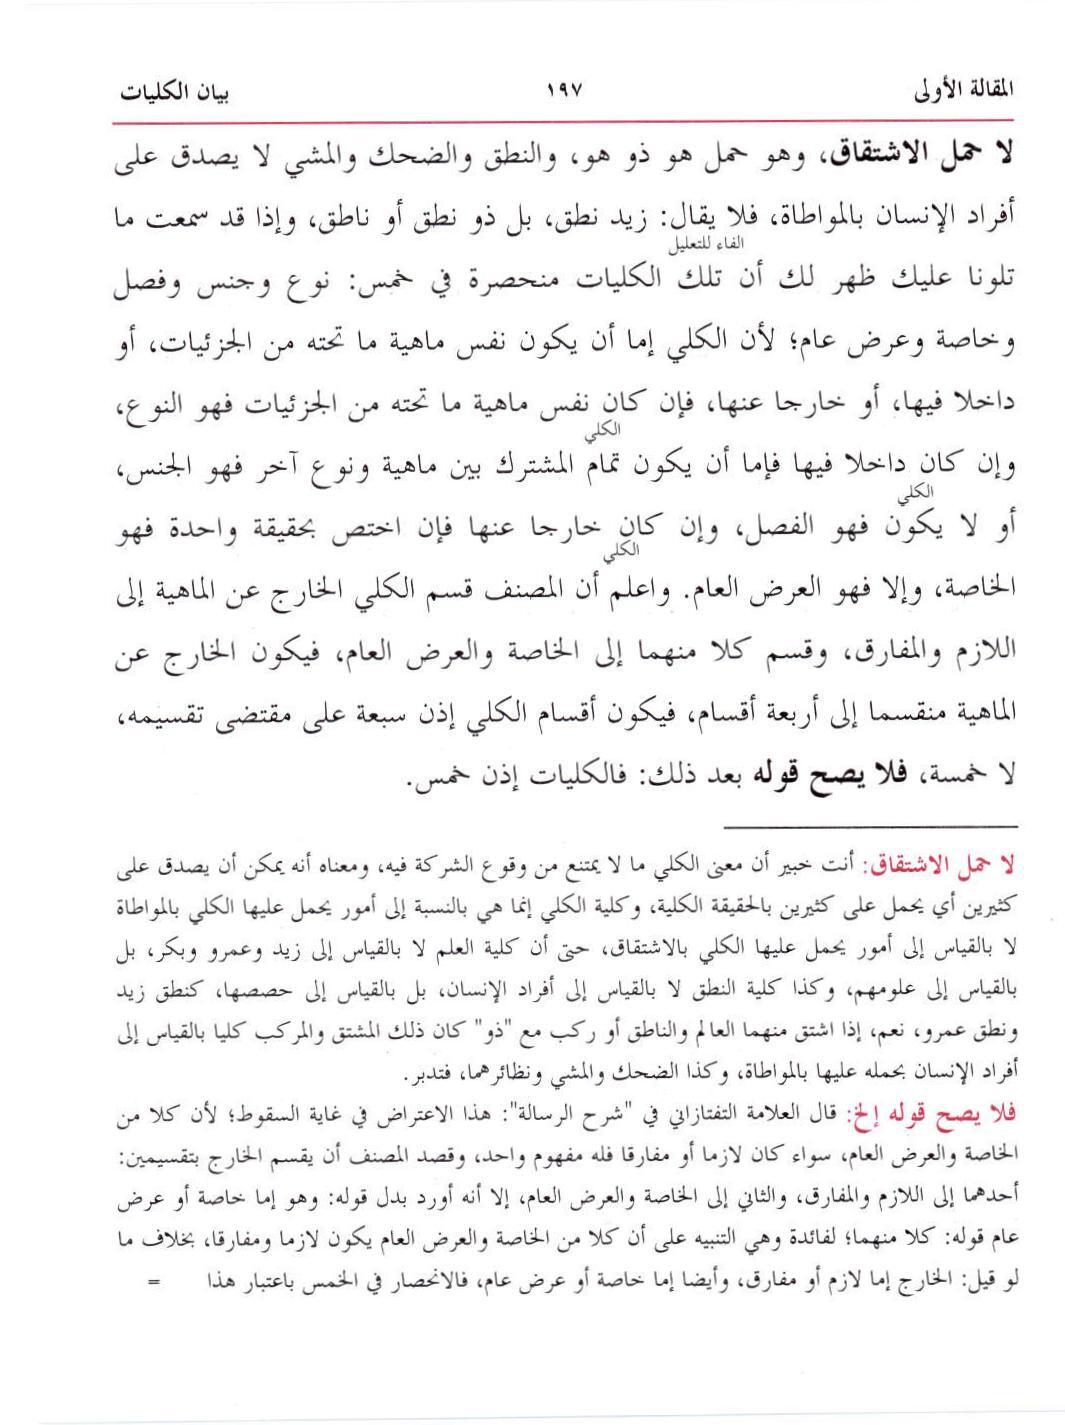 المقالة الأولى ١٩٧ بيان الكليات
لا حمل الاشتقاق، وهو حمل هو ذو هو، والنطق والضحك والمشي لا يصدق على
أفراد الإنسان بالمواطاة، فلا يقال: زيد نطق، بل ذو نطق أو ناطق، وإذا قد سمعت ما
الفاء للتعليل
تلونا عليك ظهر لك أن تلك الكليات منحصرة في خمس: نوع وجنس وفصل
وخاصة وعرض عام؛ لأن الكلي إما أن يكون نفس ماهية ما تحته من الجزئيات، أو
داخلا فيها، أو خارجا عنها، فإن كان نفس ماهية ما تحته من الجزئيات فهو النوع،
الكلي
وإن كان داخلا فيها فإما أن يكون تمام المشترك بين ماهية ونوع آخر فهو الجنس،
الكلي
أو لا يكون فهو الفصل، وإن كان خارجا عنها فإن اختص بحقيقة واحدة فهو
الكلي
الخاصة، وإلا فهو العرض العام. واعلم أن المصنف قسم الكلي الخارج عن الماهية إلى
اللازم والمفارق، وقسم كلا منهما إلى الخاصة والعرض العام، فيكون الخارج عن
الماهية منقسما إلى أربعة أقسام، فيكون أقسام الكلي إذن سبعة على مقتضى تقسيمه،
لا خمسة، فلا يصح قوله بعد ذلك: فالكليات إذن خمس.
لا حمل الاشتقاق: أنت خبير أن معنى الكلي ما لا يمتنع من وقوع الشركة فيه، ومعناه أنه يمكن أن يصدق على
كثيرين أي يحمل على كثيرين بالحقيقة الكلية، وكلية الكلي إنما هي بالنسبة إلى أمور يحمل عليها الكلي بالمواطاة
لا بالقياس إلى أمور يحمل عليها الكلي بالاشتقاق، حتى أن كلية العلم لا بالقياس إلى زيد وعمرو وبكر، بل
بالقياس إلى علومهم، وكذا كلية النطق لا بالقياس إلى أفراد الإنسان، بل بالقياس إلى حصصها، كنطق زيد
ونطق عمرو، نعم، إذا اشتق منهما العالم والناطق أو ركب مع "ذو" كان ذلك المشتق والمركب كليا بالقياس إلى
أفراد الإنسان بحمله عليها بالمواطاة، وكذا الضحك والمشي ونظائرهما، فتدبر.
فلا يصح قوله إلخ: قال العلامة التفتازاني في "شرح الرسالة": هذا الاعتراض في غاية السقوط؛ لأن كلا من
الخاصة والعرض العام، سواء كان لازما أو مفارقا فله مفهوم واحد، وقصد المصنف أن يقسم الخارج بتقسيمين:
أحدهما إلى اللازم والمفارق، والثاني إلى الخاصة والعرض العام، إلا أنه أورد بدل قوله: وهو إما خاصة أو عرض
عام قوله: كلا منهما؛ لفائدة وهي التنبيه على أن كلا من الخاصة والعرض العام يكون لازما ومفارقا، بخلاف ما
لو قيل: الخارج إما لازم أو مفارق، وأيضا إما خاصة أو عرض عام، فالانحصار في الخمس باعتبار هذا =